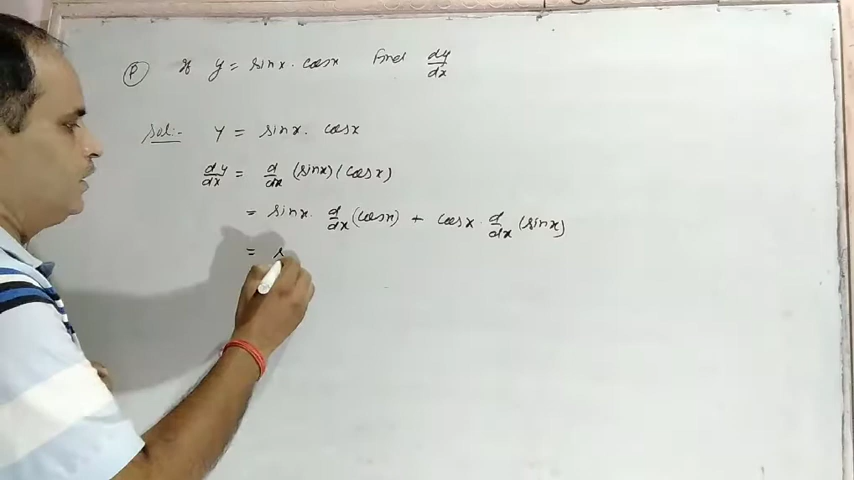 P If y = sinx . cosx Find dy/dx
Sol:- y = sinx . cosx
dy/dx = d/dx (sinx)(cosx)
= sinx . d/dx (cosx) + cosx . d/dx (sinx)
= s